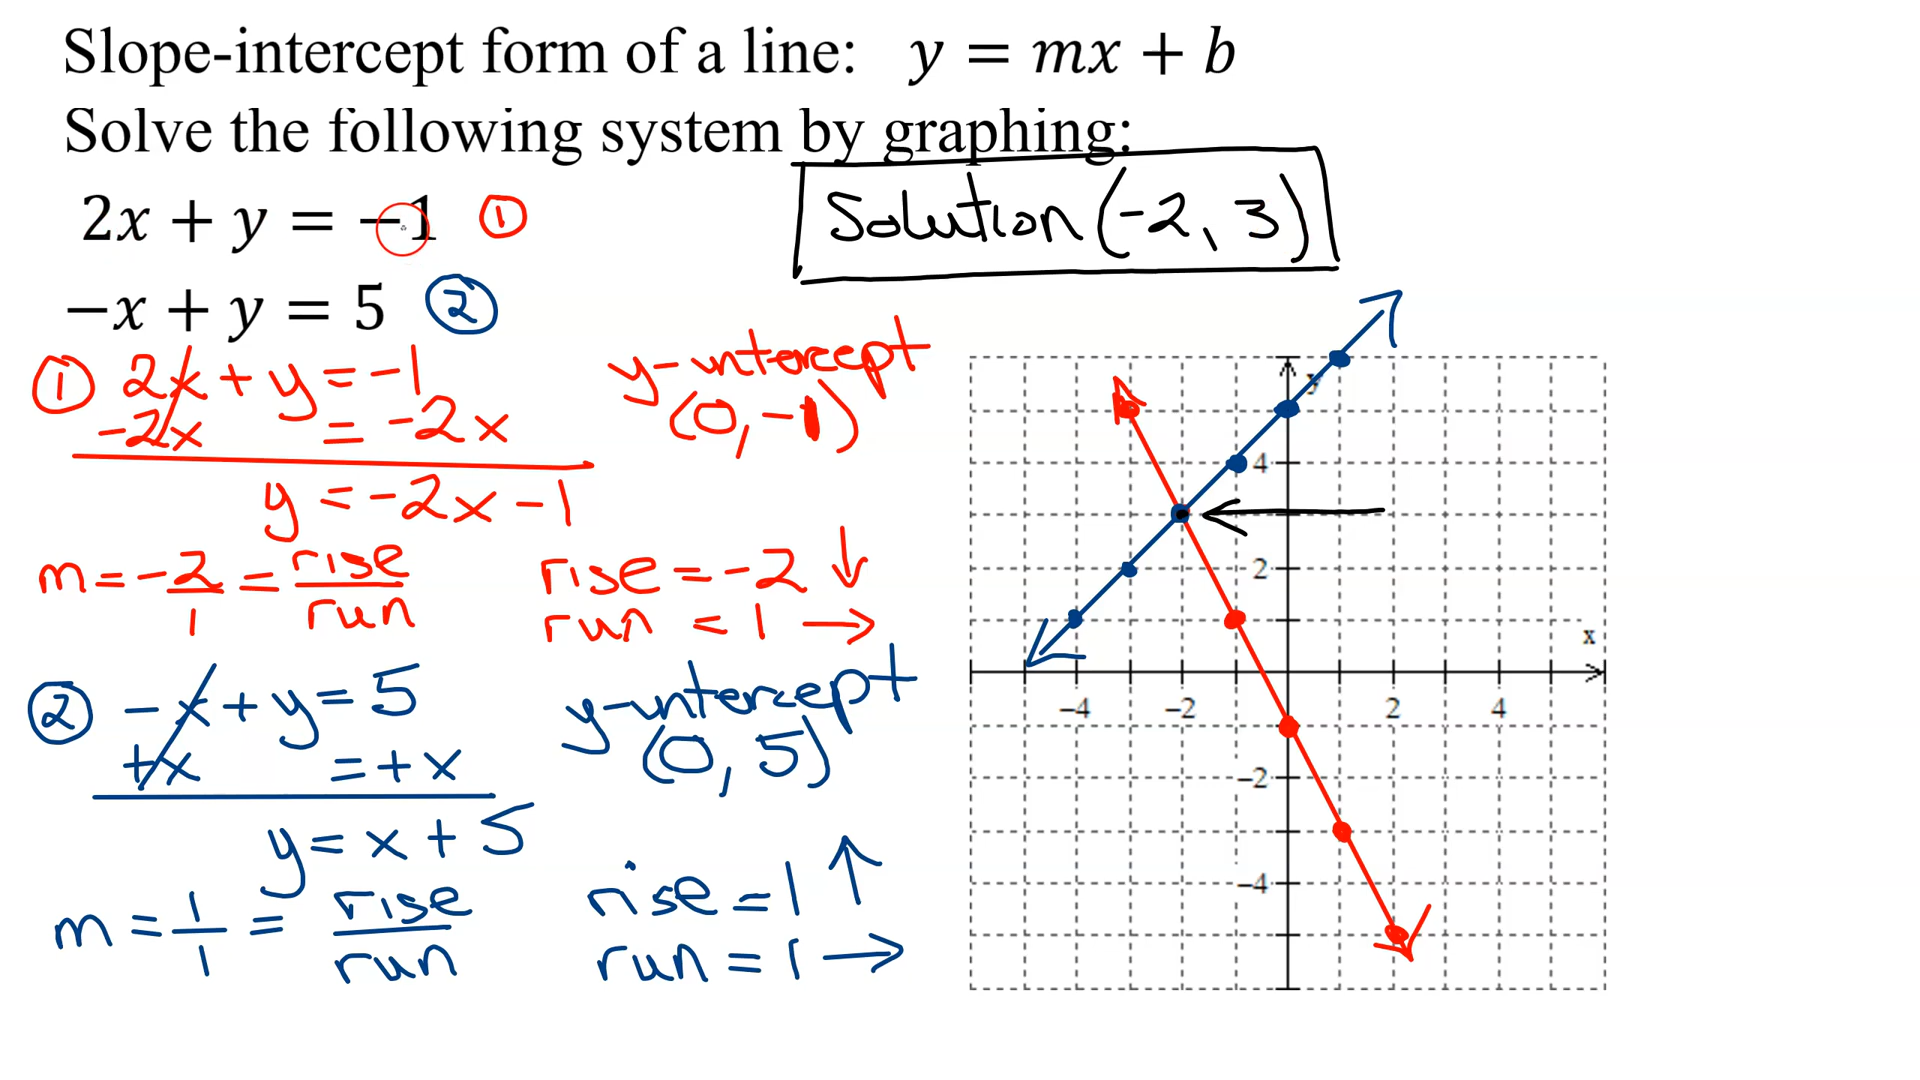 Slope-intercept form of a line: y = mx + b
Solve the following system by graphing:
2x + y = −1 ①
Solution (-2, 3)
−x + y = 5 ②
① 2x + y = -1
-2x = -2x
y = -2x - 1
y-intercept
(0, -1)
m = -2/1 = rise/run
rise = -2 ↓
run = 1 →
② -x + y = 5
+x = +x
y = x + 5
y-intercept
(0, 5)
m = 1/1 = rise/run
rise = 1 ↑
run = 1 →
y
4
2
x
−4 −2 2 4
−2
−4